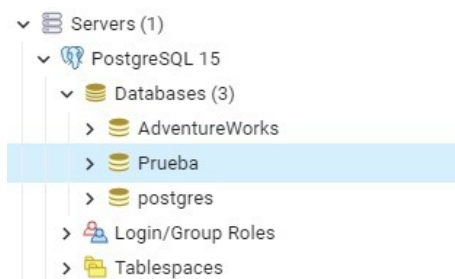 Servers (1)
PostgreSQL 15
Databases (3)
AdventureWorks
Prueba
postgres
Login/Group Roles
Tablespaces